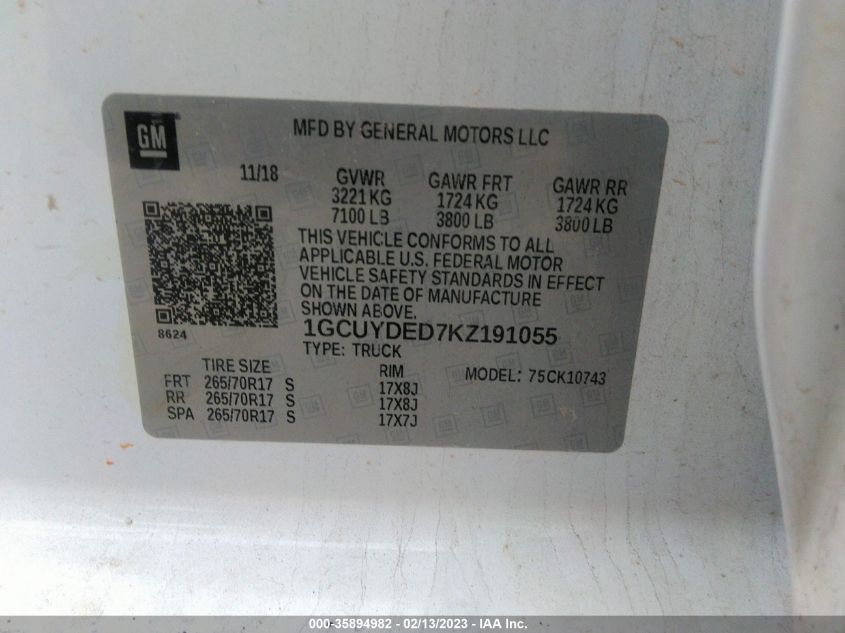 GM
MFD BY GENERAL MOTORS LLC
11/18
GVWR
3221 KG
7100 LB
GAWR FRT
1724 KG
3800 LB
GAWR RR
1724 KG
3800 LB
THIS VEHICLE CONFORMS TO ALL
APPLICABLE U.S. FEDERAL MOTOR
VEHICLE SAFETY STANDARDS IN EFFECT
ON THE DATE OF MANUFACTURE
SHOWN ABOVE.
8624
1GCUYDED7KZ191055
TYPE: TRUCK
TIRE SIZE RIM MODEL: 75CK10743
FRT 265/70R17 S 17X8J
RR 265/70R17 S 17X8J
SPA 265/70R17 S 17X7J
000-35894982 - 02/13/2023 - IAA Inc.